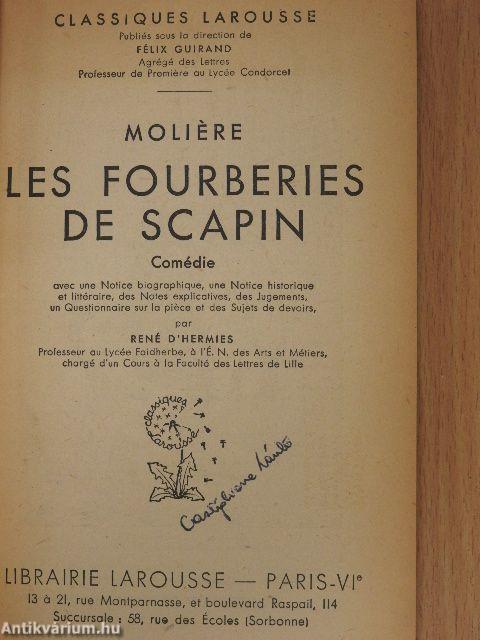 CLASSIQUES LAROUSSE
Publiés sous la direction de
FÉLIX GUIRAND
Agrégé des Lettres
Professeur de Première au Lycée Condorcet
MOLIÈRE
LES FOURBERIES
DE SCAPIN
Comédie
avec une Notice biographique, une Notice historique
et littéraire, des Notes explicatives, des Jugements,
un Questionnaire sur la pièce et des Sujets de devoirs,
par
RENÉ D'HERMIES
Professeur au Lycée Faidherbe, à l'É. N. des Arts et Métiers,
chargé d'un Cours à la Faculté des Lettres de Lille
classiques
Larousse
LIBRAIRIE LAROUSSE — PARIS-VIe
13 à 21, rue Montparnasse, et boulevard Raspail, 114
Succursale : 58, rue des Écoles (Sorbonne)
Antikvárium.hu